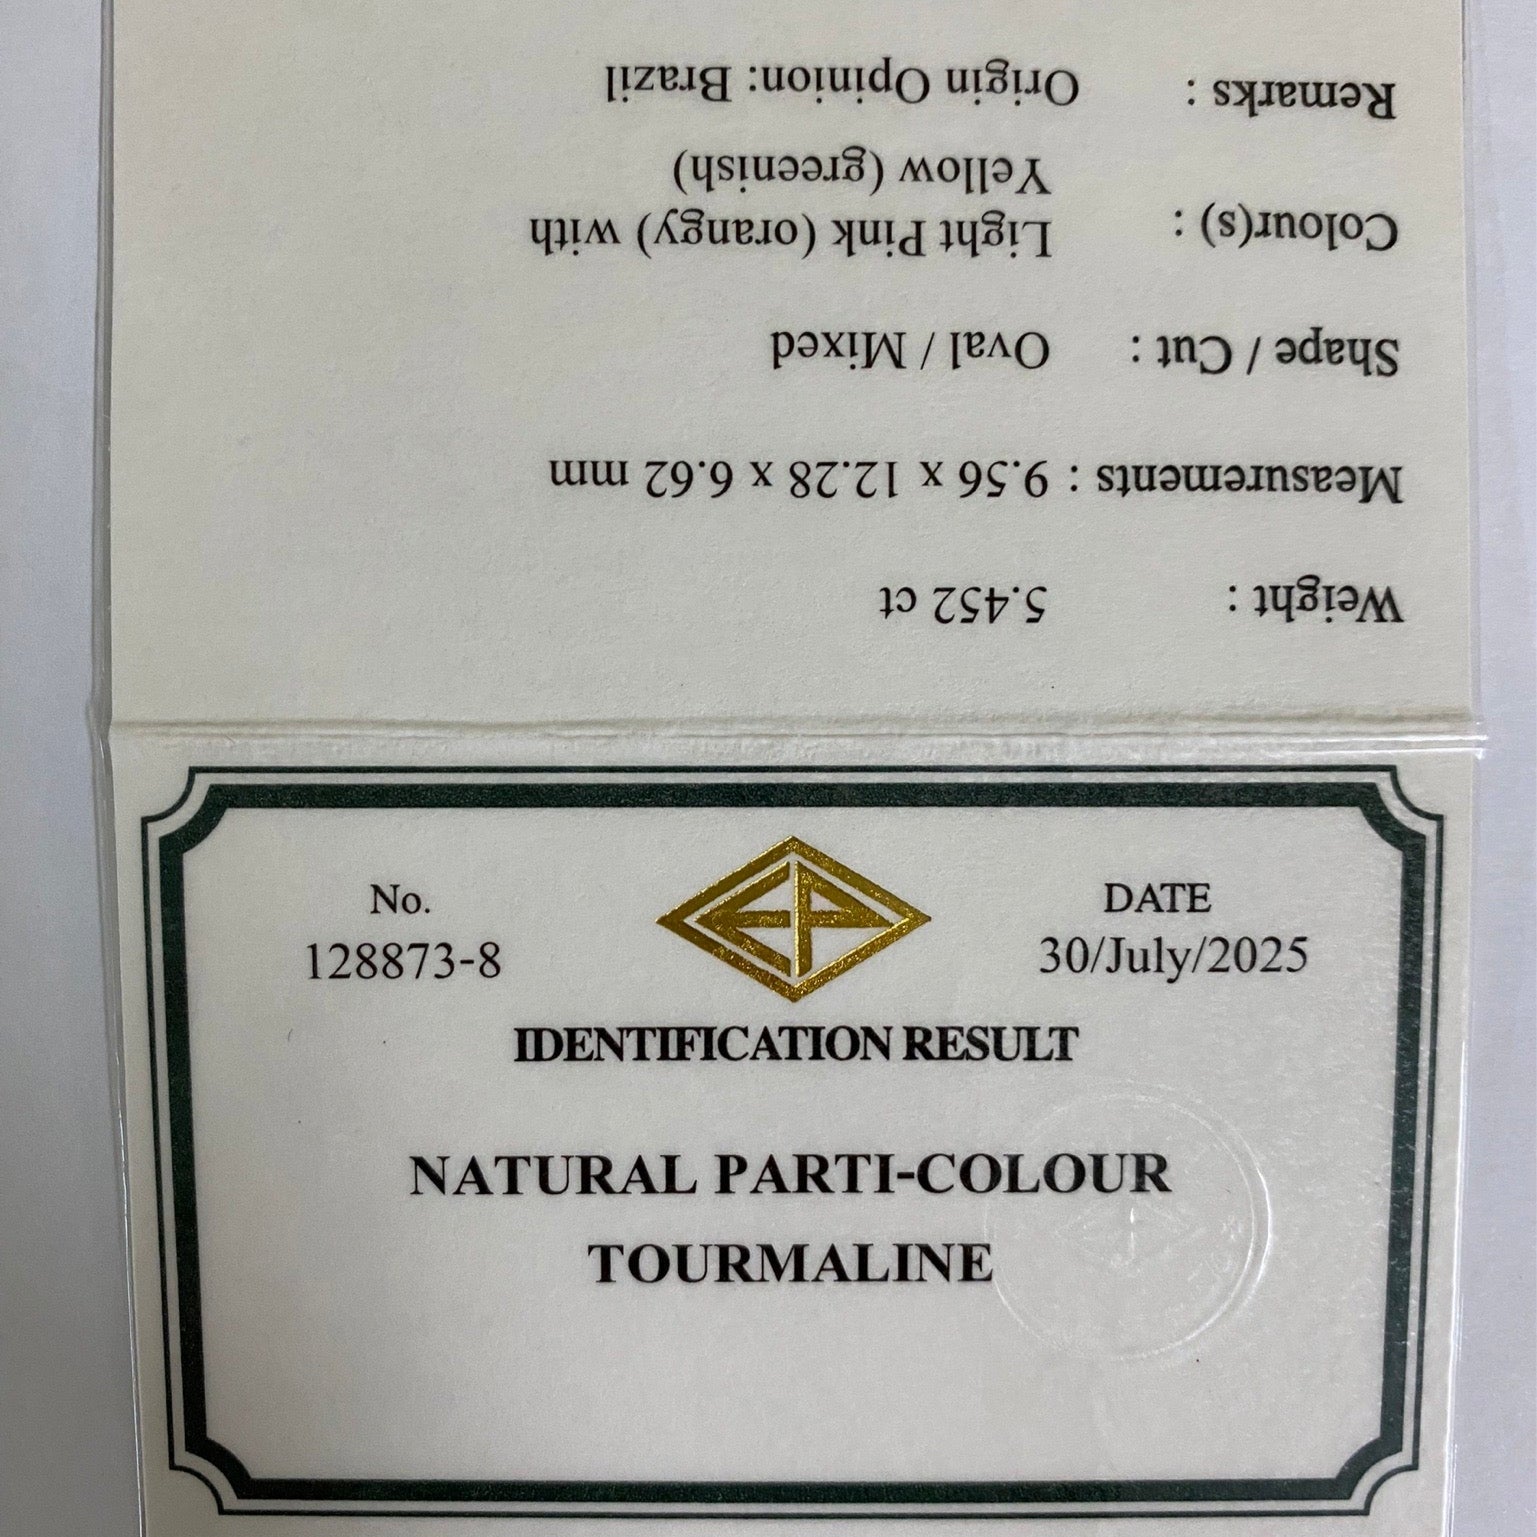 No.
128873-8
DATE
30/July/2025
IDENTIFICATION RESULT
NATURAL PARTI-COLOUR
TOURMALINE
Weight : 5.452 ct
Measurements : 9.56 x 12.28 x 6.62 mm
Shape / Cut : Oval / Mixed
Colour(s) : Light Pink (orangy) with
Yellow (greenish)
Remarks : Origin Opinion: Brazil